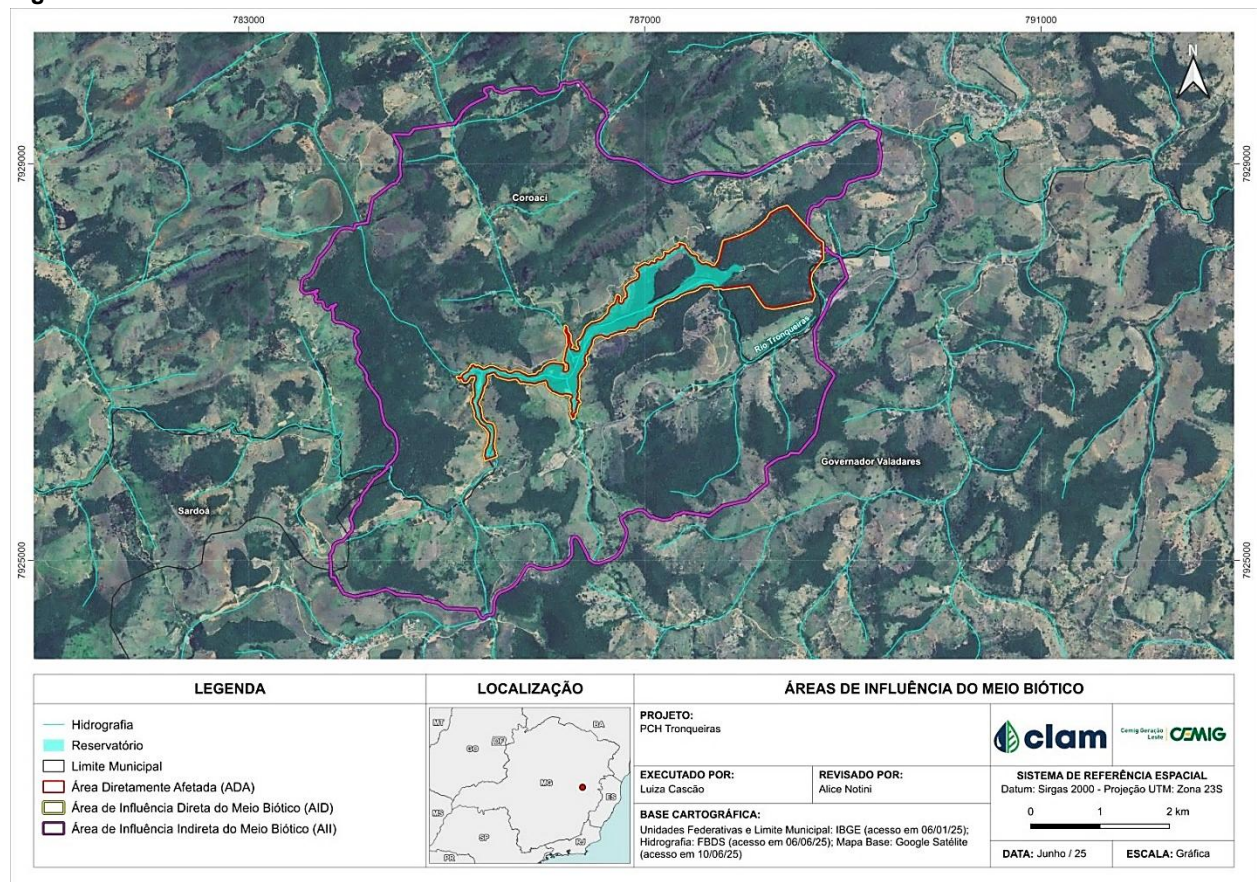 783000
787000
791000
N
7929000
7929000
Coroaci
Rio Tronqueiras
Governador Valadares
Sardoá
7925000
7925000
LEGENDA
Hidrografia
Reservatório
Limite Municipal
Área Diretamente Afetada (ADA)
Área de Influência Direta do Meio Biótico (AID)
Área de Influência Indireta do Meio Biótico (AII)
LOCALIZAÇÃO
MT
BA
GO
DF
MG
ES
MS
SP
RJ
PR
ÁREAS DE INFLUÊNCIA DO MEIO BIÓTICO
PROJETO:
PCH Tronqueiras
clam
Cemig Geração
Leste
CEMIG
EXECUTADO POR:
Luiza Cascão
REVISADO POR:
Alice Notini
SISTEMA DE REFERÊNCIA ESPACIAL
Datum: Sirgas 2000 - Projeção UTM: Zona 23S
0 1 2 km
BASE CARTOGRÁFICA:
Unidades Federativas e Limite Municipal: IBGE (acesso em 06/01/25);
Hidrografia: FBDS (acesso em 06/06/25); Mapa Base: Google Satélite
(acesso em 10/06/25)
DATA: Junho / 25
ESCALA: Gráfica